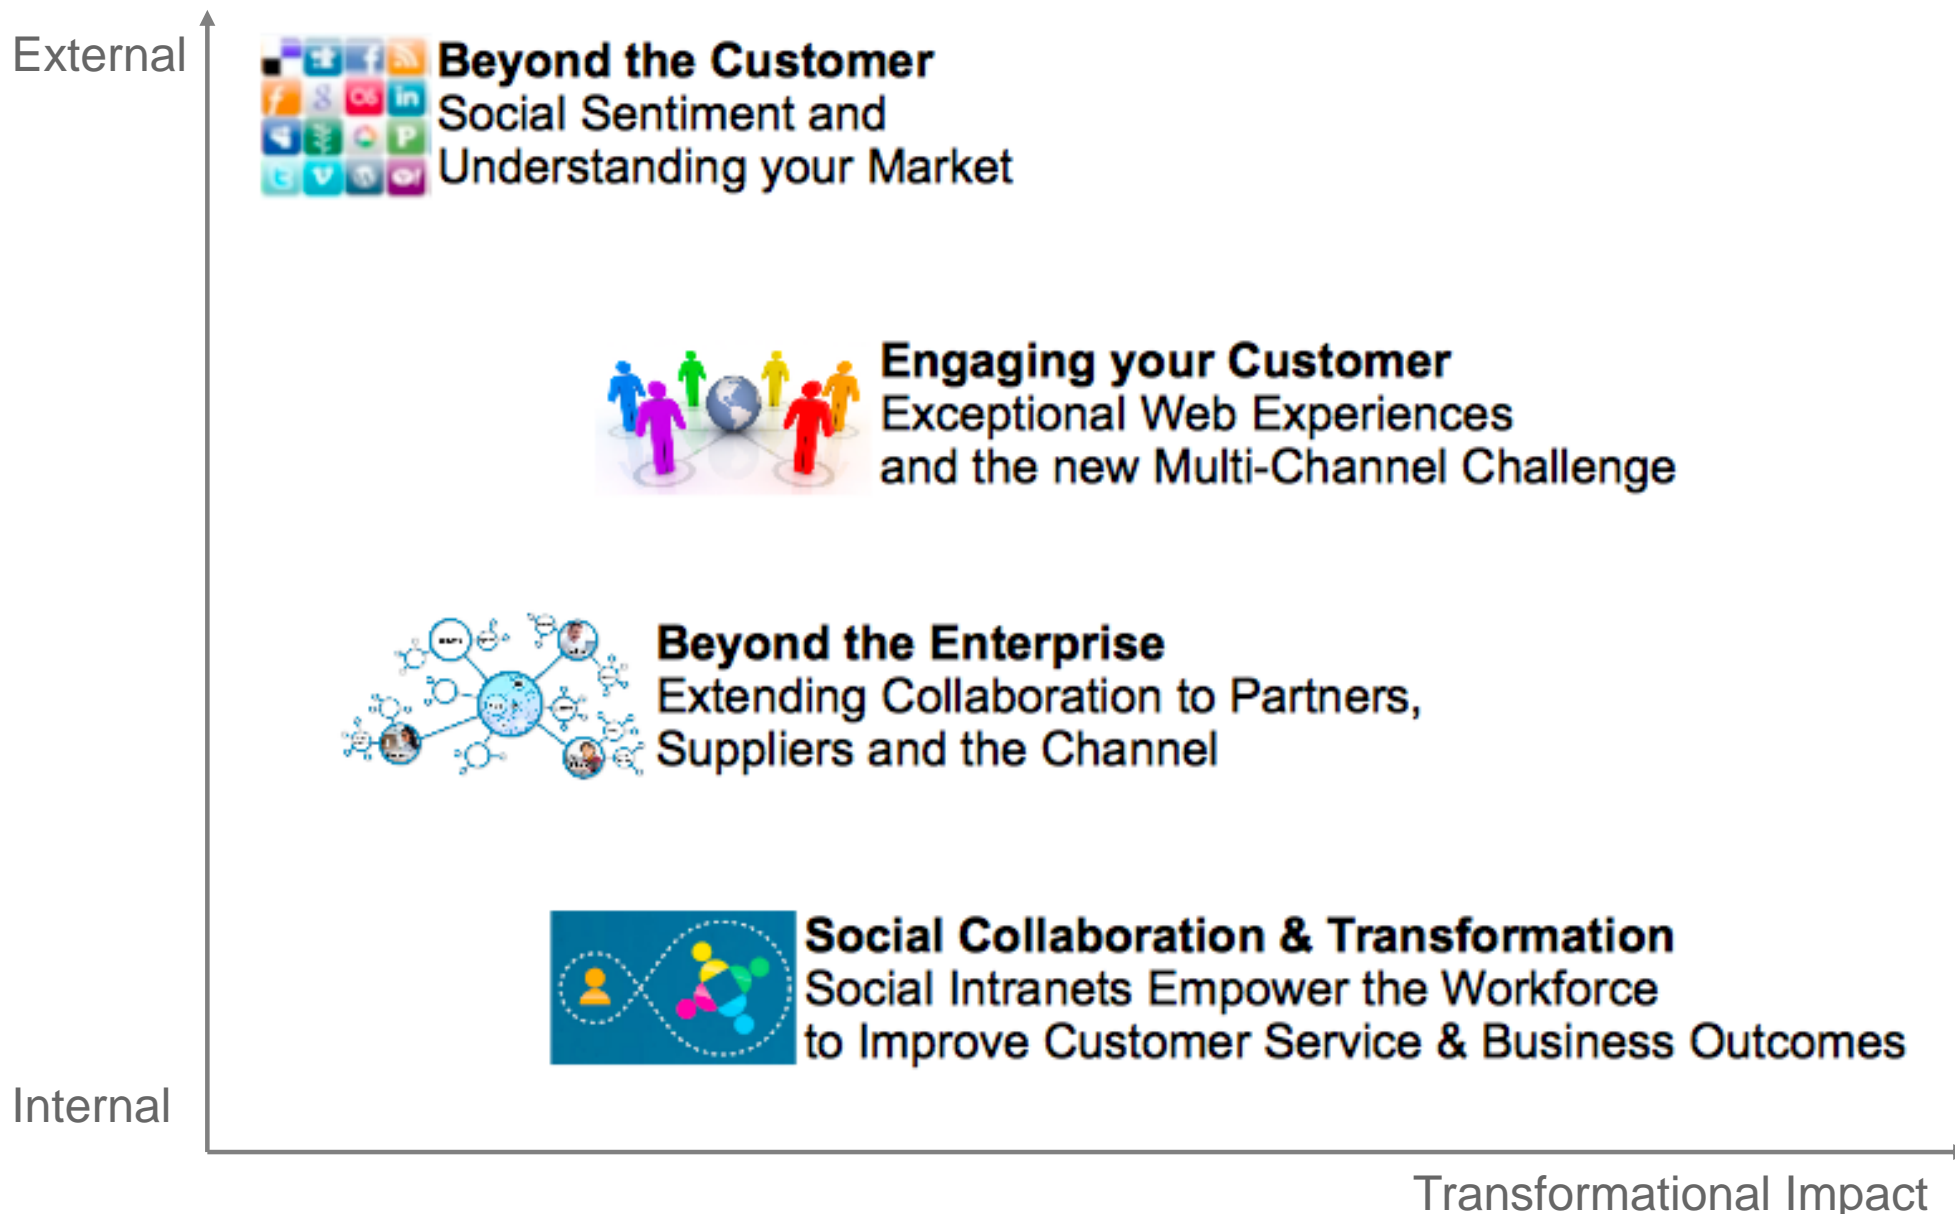 External
Beyond the Customer
Social Sentiment and
Understanding your Market
Engaging your Customer
Exceptional Web Experiences
and the new Multi-Channel Challenge
Beyond the Enterprise
Extending Collaboration to Partners,
Suppliers and the Channel
Social Collaboration & Transformation
Social Intranets Empower the Workforce
to Improve Customer Service & Business Outcomes
Internal
Transformational Impact